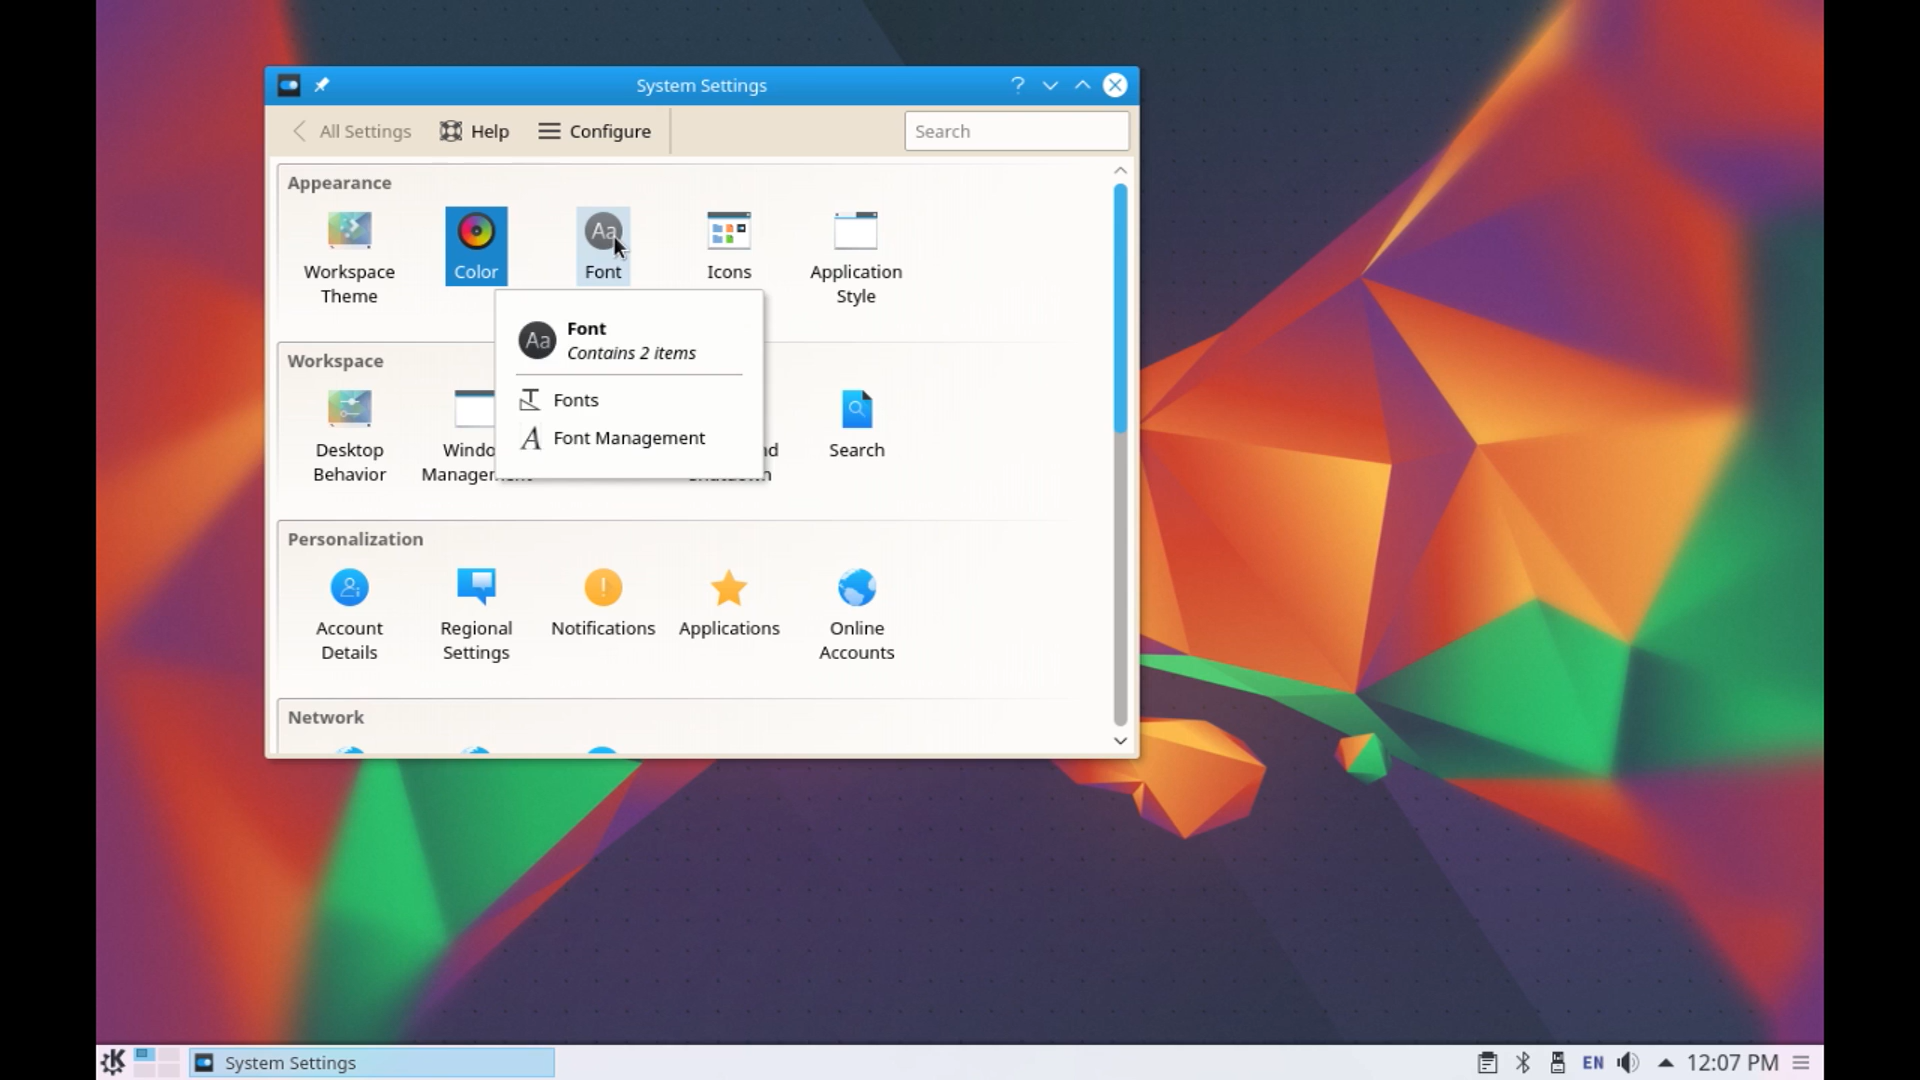 System Settings
All Settings Help Configure Search
Appearance
Aa
Workspace Theme
Color
Font
Icons
Application Style
Aa
Font
Contains 2 items
Fonts
Font Management
Workspace
Desktop Behavior
Search
Personalization
Account Details
Regional Settings
Notifications
Applications
Online Accounts
Network
System Settings
EN
12:07 PM